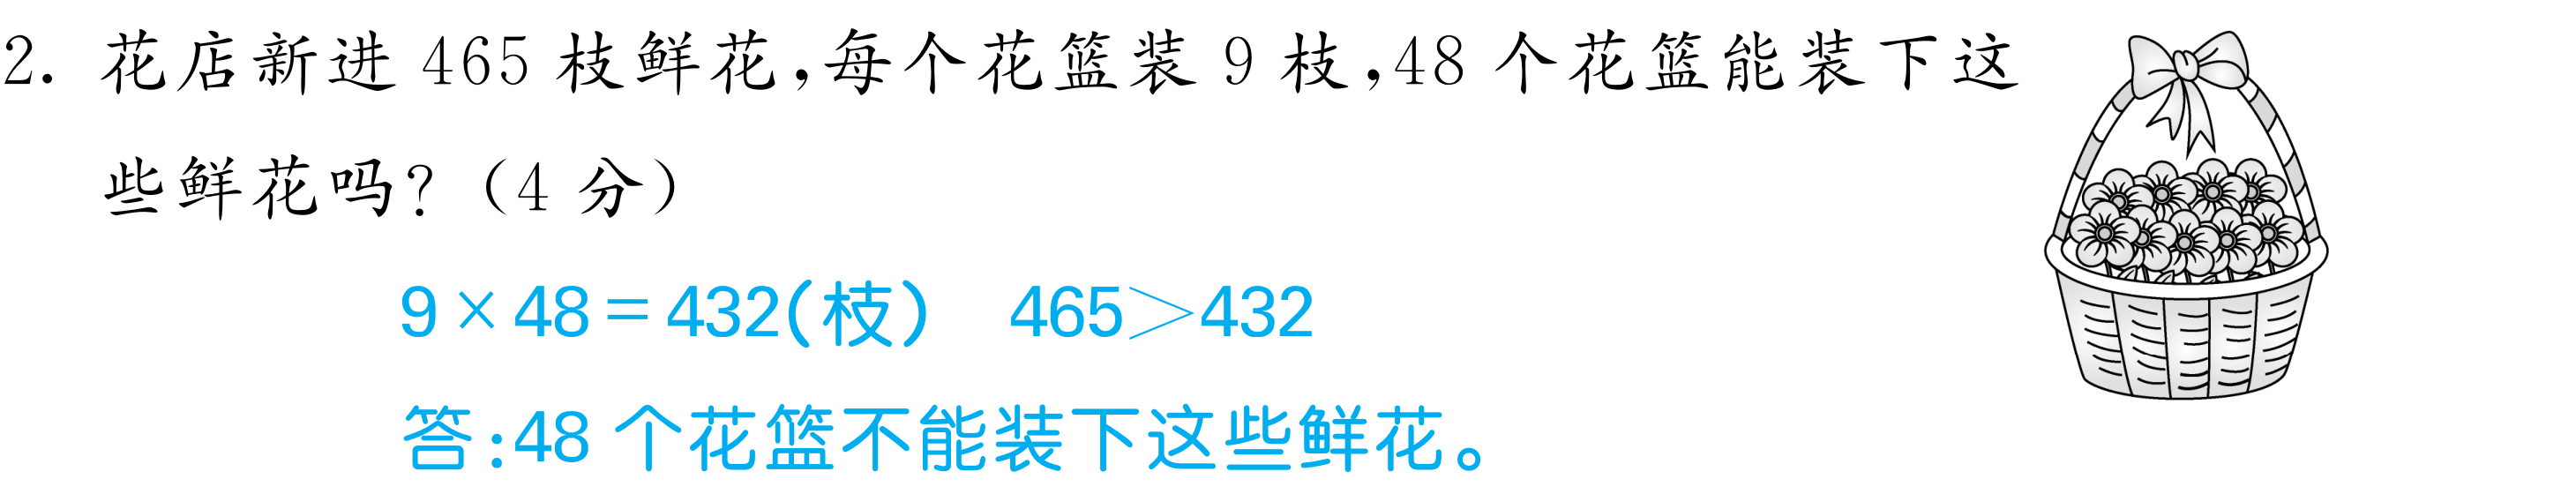 2. 花店新进 465 枝鲜花,每个花篮装 9 枝,48 个花篮能装下这
些鲜花吗?(4 分)
9×48=432(枝) 465>432
答:48 个花篮不能装下这些鲜花。